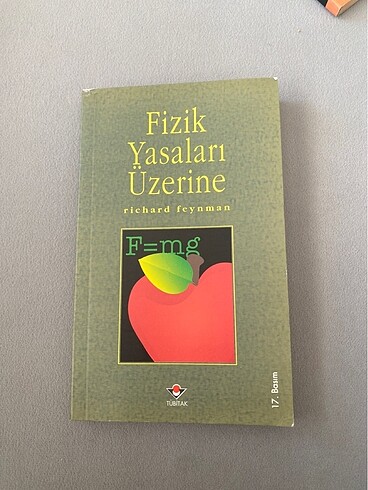 Fizik
Yasaları
Üzerine
richard feynman
F=mg
TÜBİTAK
17. Basım